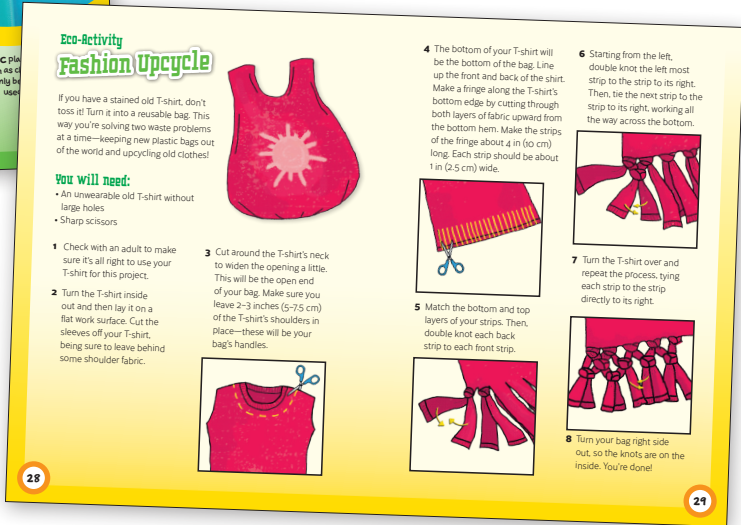 Eco-Activity
Fashion Upcycle
If you have a stained old T-shirt, don't
toss it! Turn it into a reusable bag. This
way you're solving two waste problems
at a time—keeping new plastic bags out
of the world and upcycling old clothes!
You will need:
• An unwearable old T-shirt without
large holes
• Sharp scissors
1 Check with an adult to make
sure it's all right to use your
T-shirt for this project.
2 Turn the T-shirt inside
out and then lay it on a
flat work surface. Cut the
sleeves off your T-shirt,
being sure to leave behind
some shoulder fabric.
3 Cut around the T-shirt's neck
to widen the opening a little.
This will be the open end
of your bag. Make sure you
leave 2–3 inches (5–7.5 cm)
of the T-shirt's shoulders in
place—these will be your
bag's handles.
28
4 The bottom of your T-shirt will
be the bottom of the bag. Line
up the front and back of the shirt.
Make a fringe along the T-shirt's
bottom edge by cutting through
both layers of fabric upward from
the bottom hem. Make the strips
of the fringe about 4 in (10 cm)
long. Each strip should be about
1 in (2.5 cm) wide.
5 Match the bottom and top
layers of your strips. Then,
double knot each back
strip to each front strip.
6 Starting from the left,
double knot the left most
strip to the strip to its right.
Then, tie the next strip to the
strip to its right, working all
the way across the bottom.
7 Turn the T-shirt over and
repeat the process, tying
each strip to the strip
directly to its right.
8 Turn your bag right side
out, so the knots are on the
inside. You're done!
29